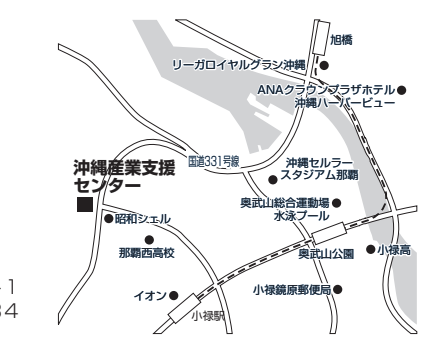 旭橋
リーガロイヤルグラン沖縄
ANAクラウンプラザホテル
沖縄ハーバービュー
国道331号線
沖縄産業支援
センター
沖縄セルラー
スタジアム那覇
奥武山総合運動場
水泳プール
昭和シェル
那覇西高校
奥武山公園
小禄高
イオン
小禄鏡原郵便局
小禄駅
1
84